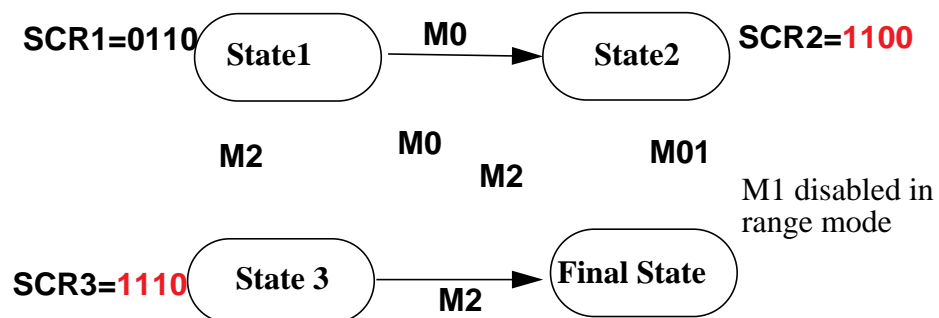 SCR1=0110
State1
M0
State2
SCR2=1100
M2
M0
M2
M01
M1 disabled in
range mode
SCR3=1110
State 3
M2
Final State